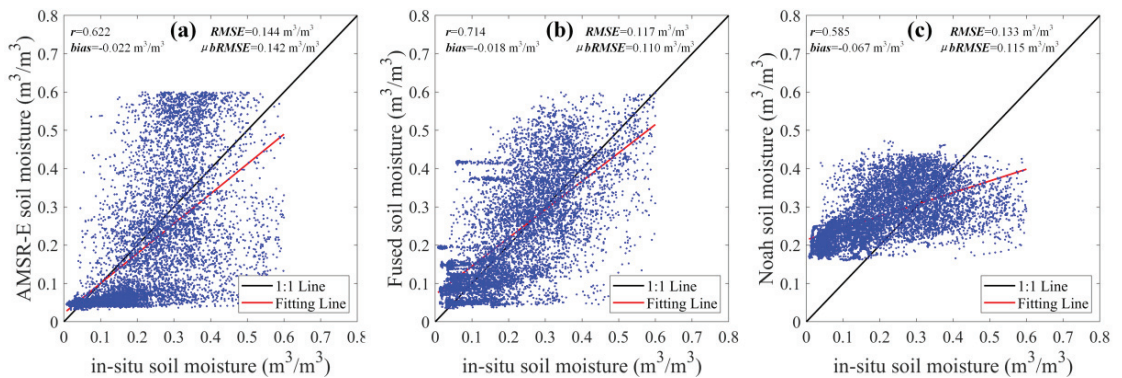 r=0.622
bias=-0.022 m³/m³
(a)
RMSE=0.144 m³/m³
μbRMSE=0.142 m³/m³
AMSR-E soil moisture (m³/m³)
0.8
0.7
0.6
0.5
0.4
0.3
0.2
0.1
0
1:1 Line
Fitting Line
0 0.1 0.2 0.3 0.4 0.5 0.6 0.7 0.8
in-situ soil moisture (m³/m³)
r=0.714
bias=-0.018 m³/m³
(b)
RMSE=0.117 m³/m³
μbRMSE=0.110 m³/m³
Fused soil moisture (m³/m³)
0.8
0.7
0.6
0.5
0.4
0.3
0.2
0.1
0
1:1 Line
Fitting Line
0 0.1 0.2 0.3 0.4 0.5 0.6 0.7 0.8
in-situ soil moisture (m³/m³)
r=0.585
bias=-0.067 m³/m³
(c)
RMSE=0.133 m³/m³
μbRMSE=0.115 m³/m³
Noah soil moisture (m³/m³)
0.8
0.7
0.6
0.5
0.4
0.3
0.2
0.1
0
1:1 Line
Fitting Line
0 0.1 0.2 0.3 0.4 0.5 0.6 0.7 0.8
in-situ soil moisture (m³/m³)